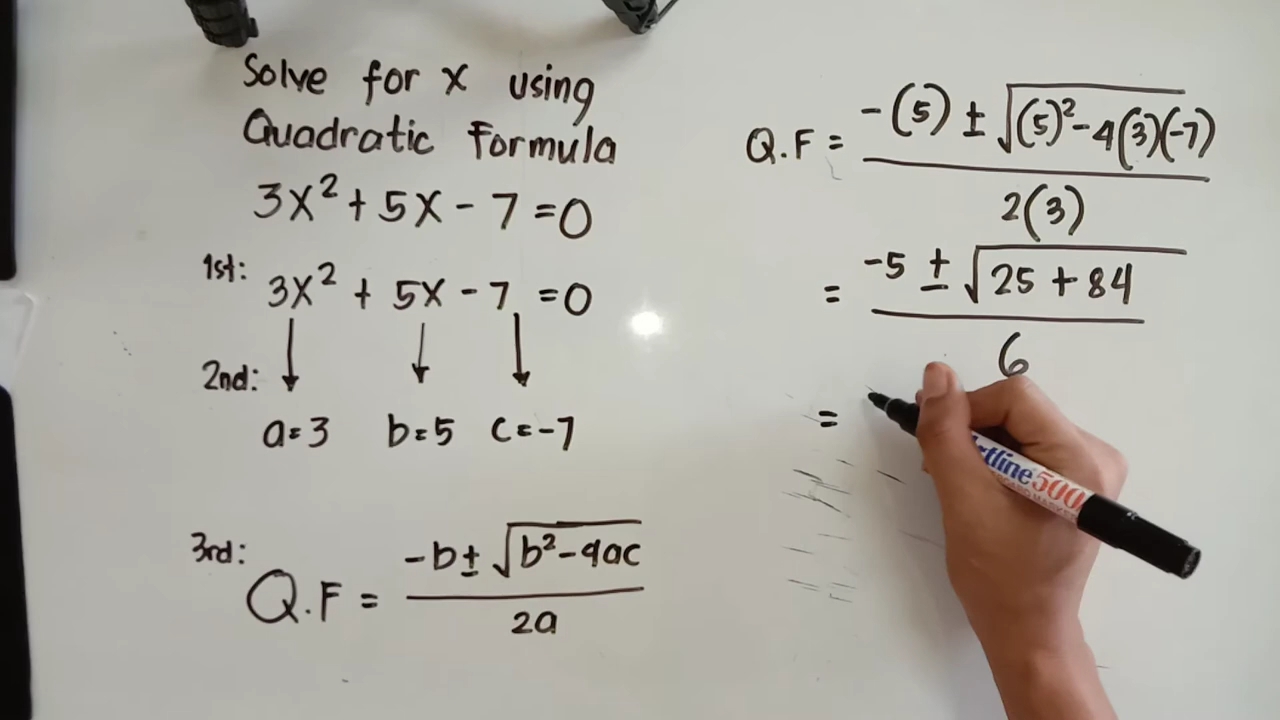 Solve for x using
Quadratic Formula
3x² + 5x - 7 = 0
1st: 3x² + 5x - 7 = 0
2nd:
a = 3 b = 5 c = -7
3rd:
Q.F = -b ± √b² - 4ac
2a
Q.F = -(5) ± √(5)² - 4(3)(-7)
2(3)
= -5 ± √25 + 84
6
=
Artline 500